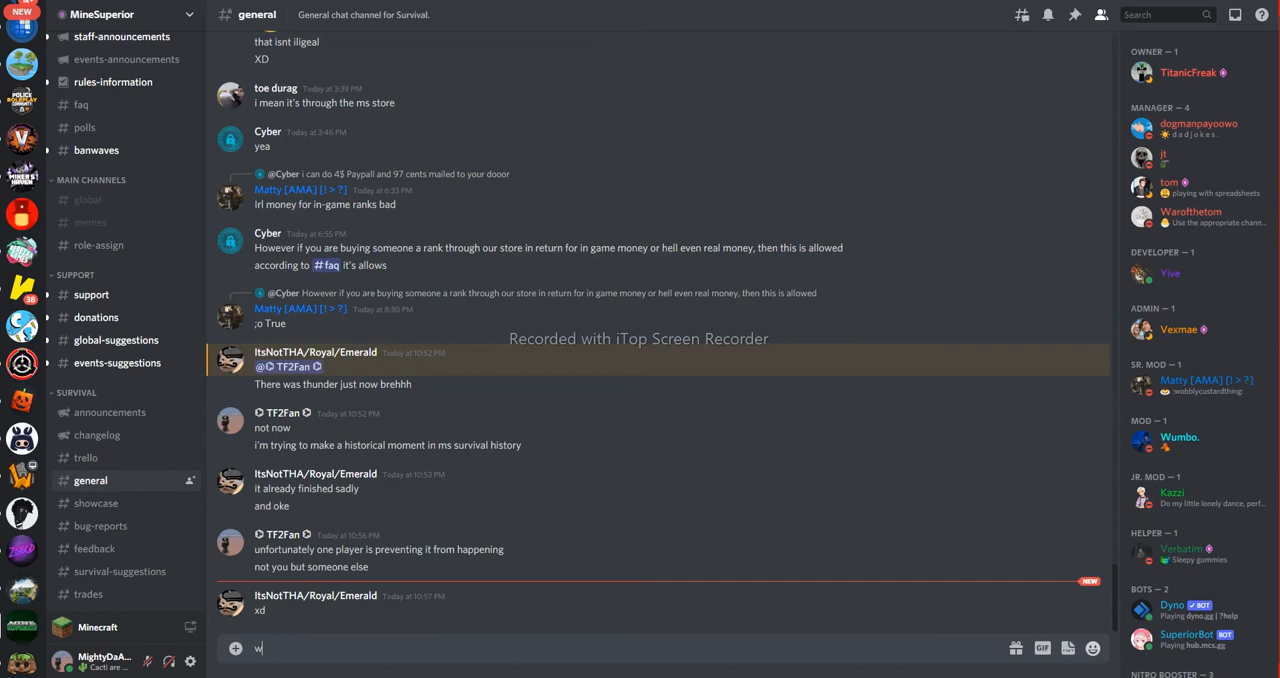 NEW
MineSuperior
# general
General chat channel for Survival.
Search
staff-announcements
events-announcements
rules-information
# faq
# polls
banwaves
MAIN CHANNELS
# global
# memes
# role-assign
SUPPORT
# support
# donations
# global-suggestions
# events-suggestions
SURVIVAL
announcements
changelog
# trello
# general
# showcase
# bug-reports
# feedback
# survival-suggestions
# trades
Minecraft
MightyDaA...
Cacti are ...
38
that isnt iligeal
XD
toe durag Today at 3:39 PM
i mean it's through the ms store
Cyber Today at 3:46 PM
yea
@Cyber i can do 4$ Paypall and 97 cents mailed to your dooor
Matty [AMA] [! > ?] Today at 6:33 PM
Irl money for in-game ranks bad
Cyber Today at 6:55 PM
However if you are buying someone a rank through our store in return for in game money or hell even real money, then this is allowed
according to #faq it's allows
@Cyber However if you are buying someone a rank through our store in return for in game money or hell even real money, then this is allowed
Matty [AMA] [! > ?] Today at 8:30 PM
;o True
Recorded with iTop Screen Recorder
ItsNotTHA/Royal/Emerald Today at 10:52 PM
@⌬ TF2Fan ⌬
There was thunder just now brehhh
⌬ TF2Fan ⌬ Today at 10:52 PM
not now
i'm trying to make a historical moment in ms survival history
ItsNotTHA/Royal/Emerald Today at 10:53 PM
it already finished sadly
and oke
⌬ TF2Fan ⌬ Today at 10:56 PM
unfortunately one player is preventing it from happening
not you but someone else
NEW
ItsNotTHA/Royal/Emerald Today at 10:57 PM
xd
w
GIF
OWNER — 1
TitanicFreak
MANAGER — 4
dogmanpayoowo
d a d j o k e s .
jt
tom
playing with spreadsheets
Warofthetom
Use the appropriate chann...
DEVELOPER — 1
Yive
ADMIN — 1
Vexmae
SR. MOD — 1
Matty [AMA] [! > ?]
:wobblycustardthing:
MOD — 1
Wumbo.
JR. MOD — 1
Kazzi
Do my little lonely dance, perf...
HELPER — 1
Verbatim
Sleepy gummies
BOTS — 2
Dyno ✓ BOT
Playing dyno.gg | ?help
SuperiorBot BOT
Playing hub.mcs.gg
NITRO BOOSTER — 3